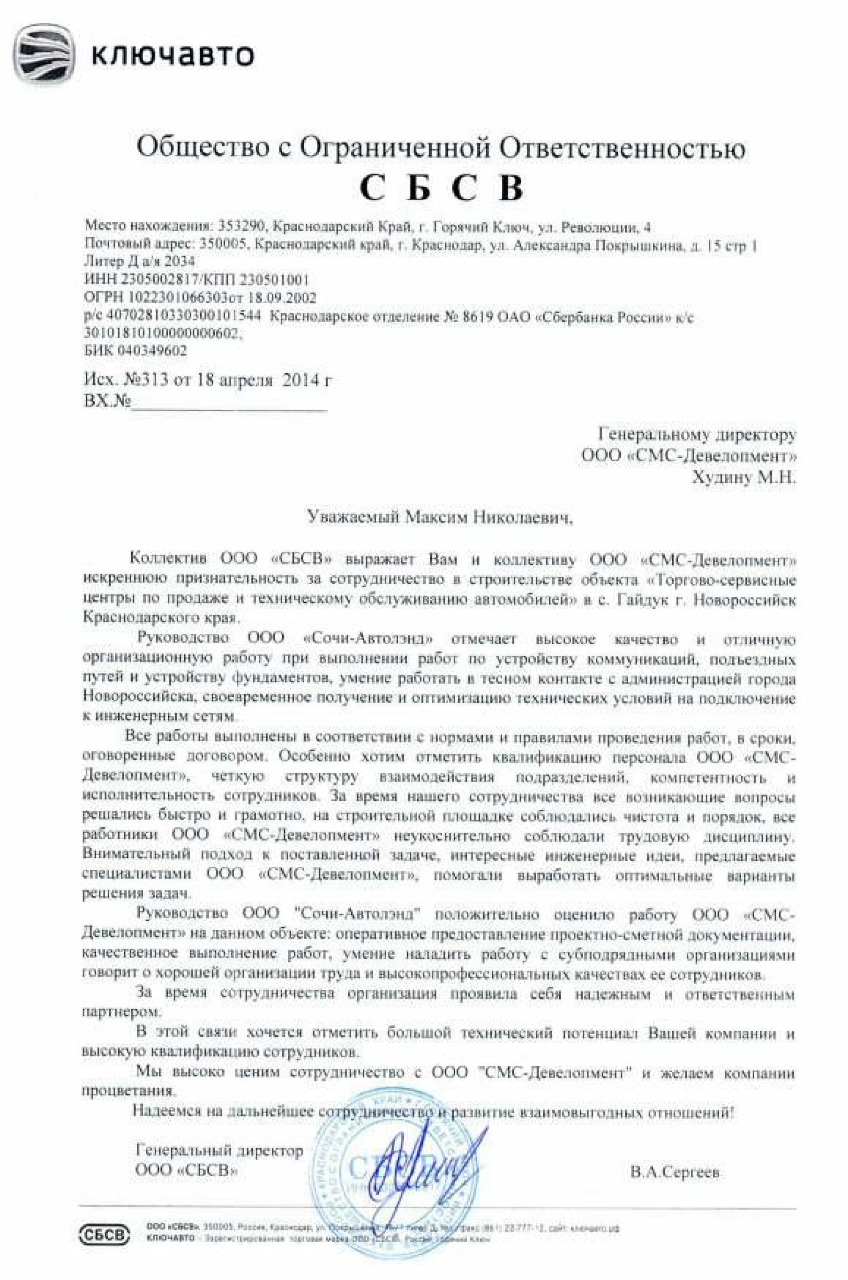 ключавто
Общество с Ограниченной Ответственностью
С Б С В
Место нахождения: 353290, Краснодарский Край, г. Горячий Ключ, ул. Революции, 4
Почтовый адрес: 350005, Краснодарский край, г. Краснодар, ул. Александра Покрышкина, д. 15 стр 1
Литер Д а/я 2034
ИНН 2305002817/КПП 230501001
ОГРН 1022301066303от 18.09.2002
р/с 40702810330300101544 Краснодарское отделение № 8619 ОАО «Сбербанка России» к/с
30101810100000000602,
БИК 040349602
Исх. №313 от 18 апреля 2014 г
ВХ.№____________________
Генеральному директору
ООО «СМС-Девелопмент»
Худину М.Н.
Уважаемый Максим Николаевич,
Коллектив ООО «СБСВ» выражает Вам и коллективу ООО «СМС-Девелопмент»
искреннюю признательность за сотрудничество в строительстве объекта «Торгово-сервисные
центры по продаже и техническому обслуживанию автомобилей» в с. Гайдук г. Новороссийск
Краснодарского края.
Руководство ООО «Сочи-Автолэнд» отмечает высокое качество и отличную
организационную работу при выполнении работ по устройству коммуникаций, подъездных
путей и устройству фундаментов, умение работать в тесном контакте с администрацией города
Новороссийска, своевременное получение и оптимизацию технических условий на подключение
к инженерным сетям.
Все работы выполнены в соответствии с нормами и правилами проведения работ, в сроки,
оговоренные договором. Особенно хотим отметить квалификацию персонала ООО «СМС-
Девелопмент», четкую структуру взаимодействия подразделений, компетентность и
исполнительность сотрудников. За время нашего сотрудничества все возникающие вопросы
решались быстро и грамотно, на строительной площадке соблюдались чистота и порядок, все
работники ООО «СМС-Девелопмент» неукоснительно соблюдали трудовую дисциплину.
Внимательный подход к поставленной задаче, интересные инженерные идеи, предлагаемые
специалистами ООО «СМС-Девелопмент», помогали выработать оптимальные варианты
решения задач.
Руководство ООО "Сочи-Автолэнд" положительно оценило работу ООО «СМС-
Девелопмент» на данном объекте: оперативное предоставление проектно-сметной документации,
качественное выполнение работ, умение наладить работу с субподрядными организациями
говорит о хорошей организации труда и высокопрофессиональных качествах ее сотрудников.
За время сотрудничества организация проявила себя надежным и ответственным
партнером.
В этой связи хочется отметить большой технический потенциал Вашей компании и
высокую квалификацию сотрудников.
Мы высоко ценим сотрудничество с ООО "СМС-Девелопмент" и желаем компании
процветания.
Надеемся на дальнейшее сотрудничество и развитие взаимовыгодных отношений!
Генеральный директор
ООО «СБСВ»
В.А.Сергеев
СБСВ
СБСВ
ООО «СБСВ», 350005, Россия, Краснодар, ул. факс (861) 22-777-12, сайт: ключавто.рф
КЛЮЧАВТО - Зарегистрированная торговая марка ООО «СБСВ», Россия, Горячий Ключ